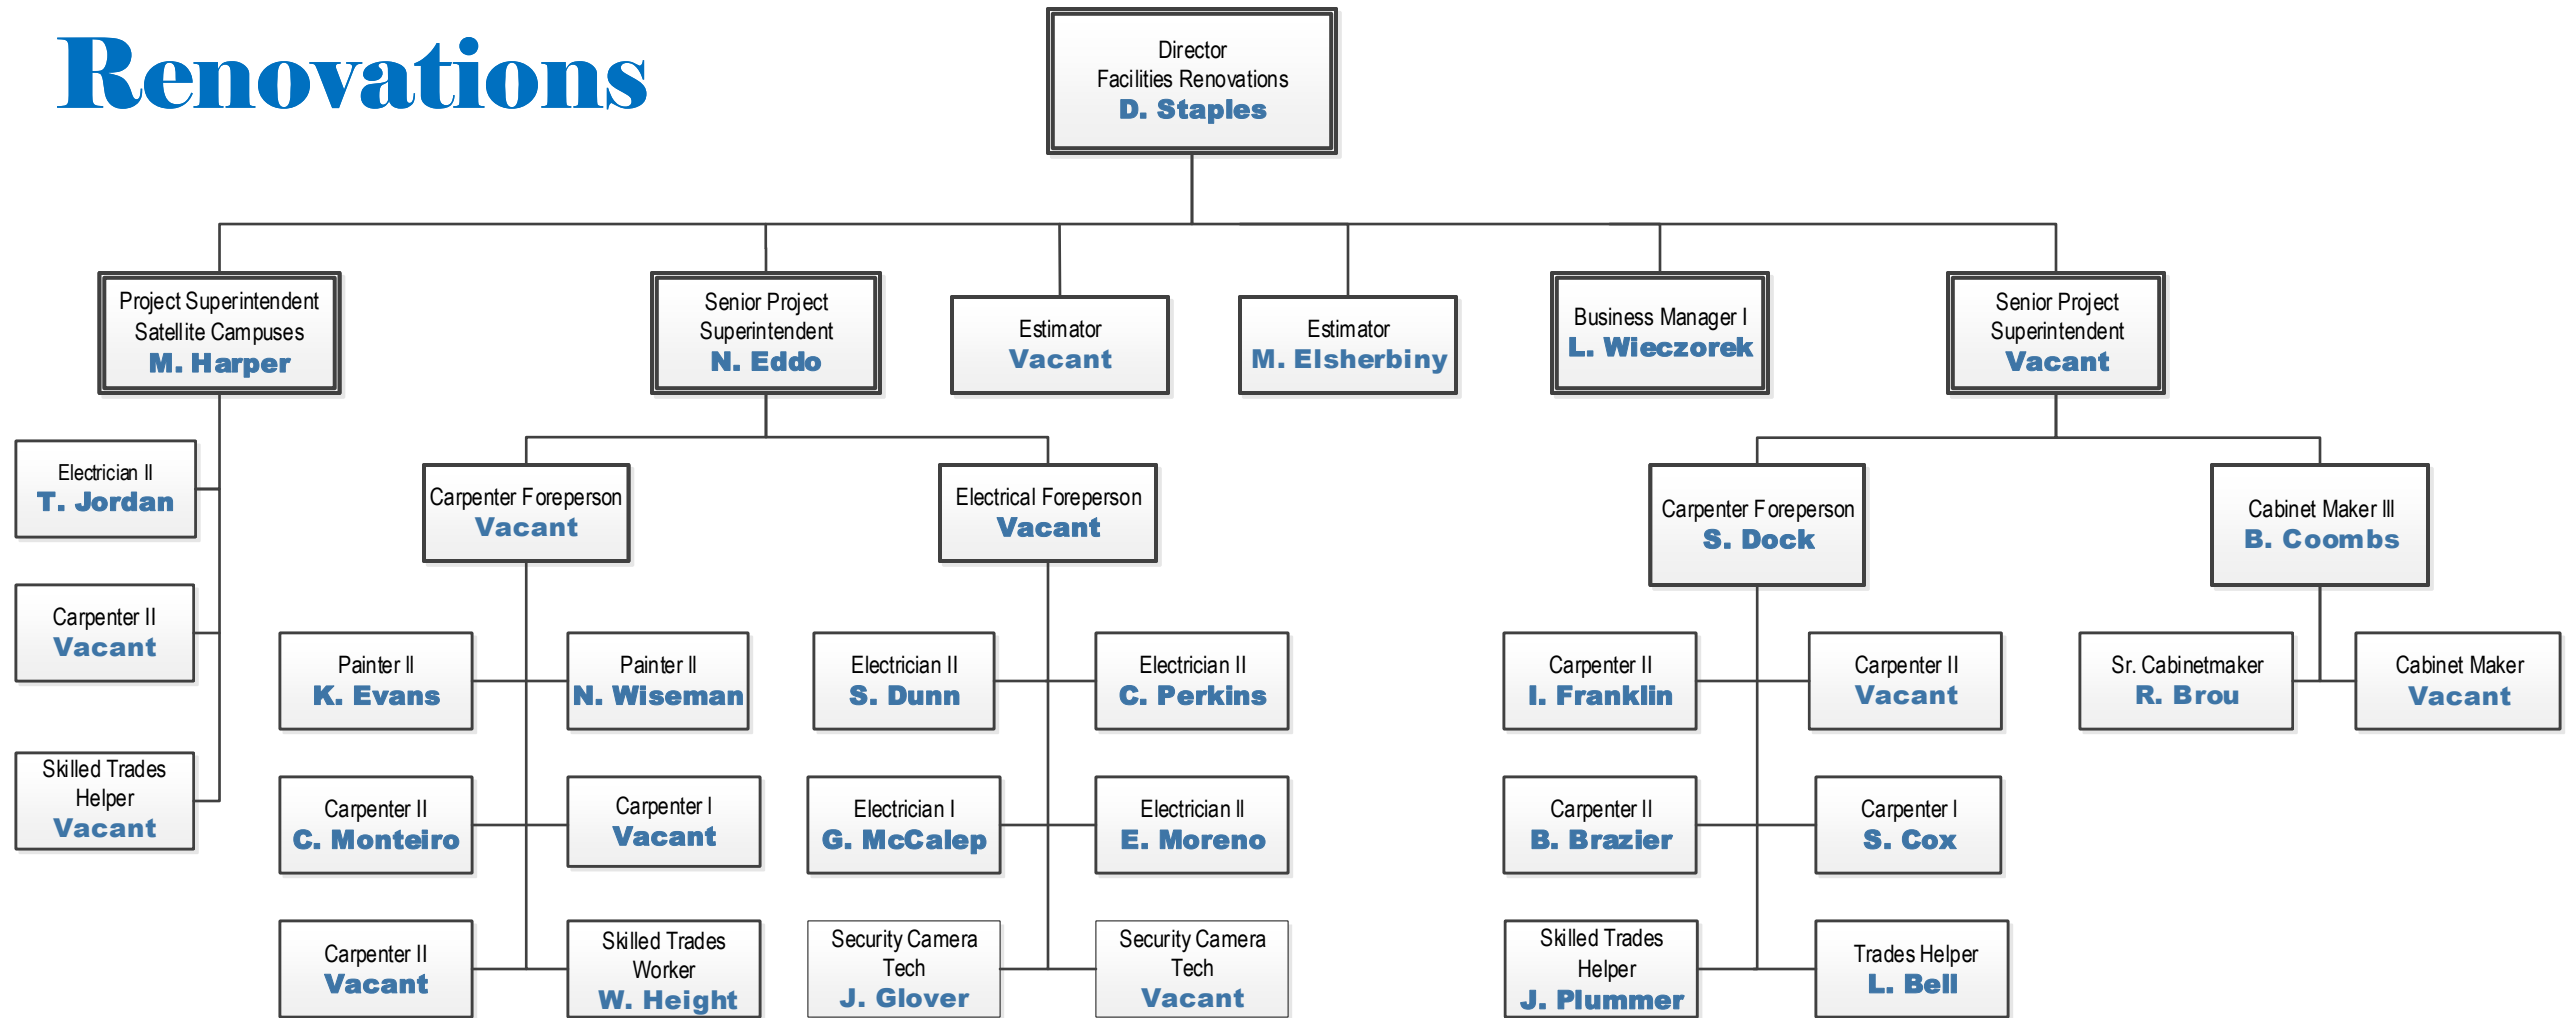 Renovations
Director
Facilities Renovations
D. Staples
Project Superintendent
Satellite Campuses
M. Harper
Senior Project
Superintendent
N. Eddo
Estimator
Vacant
Estimator
M. Elsherbiny
Business Manager I
L. Wieczorek
Senior Project
Superintendent
Vacant
Electrician II
T. Jordan
Carpenter II
Vacant
Skilled Trades
Helper
Vacant
Carpenter Foreperson
Vacant
Electrical Foreperson
Vacant
Carpenter Foreperson
S. Dock
Cabinet Maker III
B. Coombs
Painter II
K. Evans
Painter II
N. Wiseman
Carpenter II
C. Monteiro
Carpenter I
Vacant
Carpenter II
Vacant
Skilled Trades
Worker
W. Height
Electrician II
S. Dunn
Electrician II
C. Perkins
Electrician I
G. McCalep
Electrician II
E. Moreno
Security Camera
Tech
J. Glover
Security Camera
Tech
Vacant
Carpenter II
I. Franklin
Carpenter II
Vacant
Carpenter II
B. Brazier
Carpenter I
S. Cox
Skilled Trades
Helper
J. Plummer
Trades Helper
L. Bell
Sr. Cabinetmaker
R. Brou
Cabinet Maker
Vacant